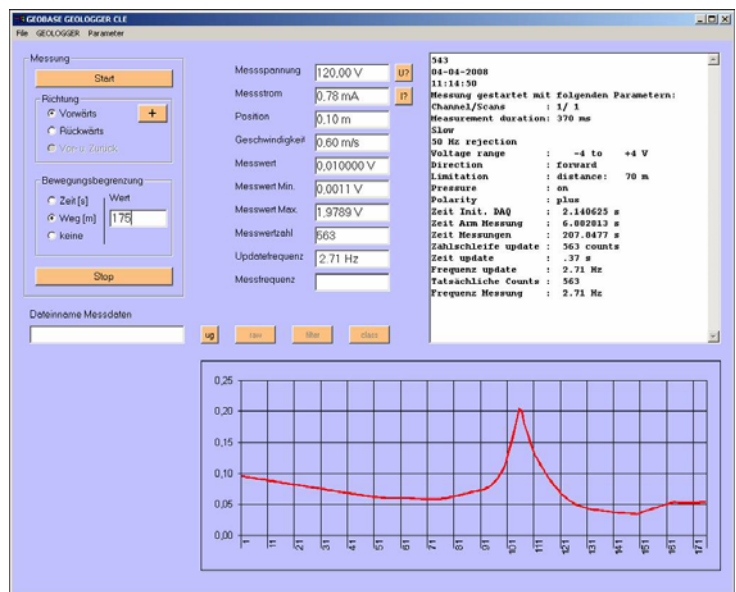 GEOBASE GEOLOGGER CLE
File GEOLOGGER Parameter
Messung
Start
Richtung
Vorwärts
+
Rückwärts
Vor-u. Zurück
Bewegungsbegrenzung
Zeit [s]
Wert
Weg [m]
175
keine
Stop
Dateinname Messdaten
Messspannung 120,00 V U?
Messstrom 0,78 mA I?
Position 0,10 m
Geschwindigkeit 0,60 m/s
Messwert 0,010000 V
Messwert Min. 0,0011 V
Messwert Max. 1,9789 V
Messwertzahl 563
Updatefrequenz 2.71 Hz
Messfrequenz
ug raw filter class
543
04-04-2008
11:14:50
Messung gestartet mit folgenden Parametern:
Channel/Scans : 1/ 1
Measurement duration: 370 ms
Slow
50 Hz rejection
Voltage range : -4 to +4 V
Direction : forward
Limitation : distance: 70 m
Pressure : on
Polarity : plus
Zeit Init. DAQ : 2.140625 s
Zeit Arm Messung : 6.802813 s
Zeit Messungen : 207.8477 s
Zählschleife update : 563 counts
Zeit update : .37 s
Frequenz update : 2.71 Hz
Tatsächliche Counts : 563
Frequenz Messung : 2.71 Hz
0,25
0,20
0,15
0,10
0,05
0,00
1 11 21 31 41 51 61 71 81 91 101 111 121 131 141 151 161 171